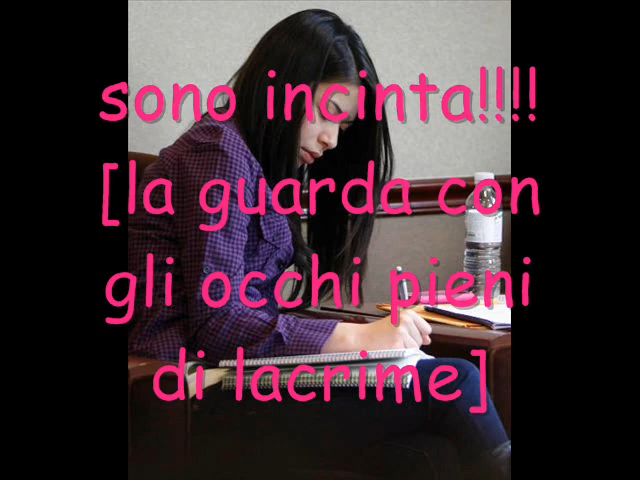 sono incinta!!!!
[la guarda con
gli occhi pieni
di lacrime]